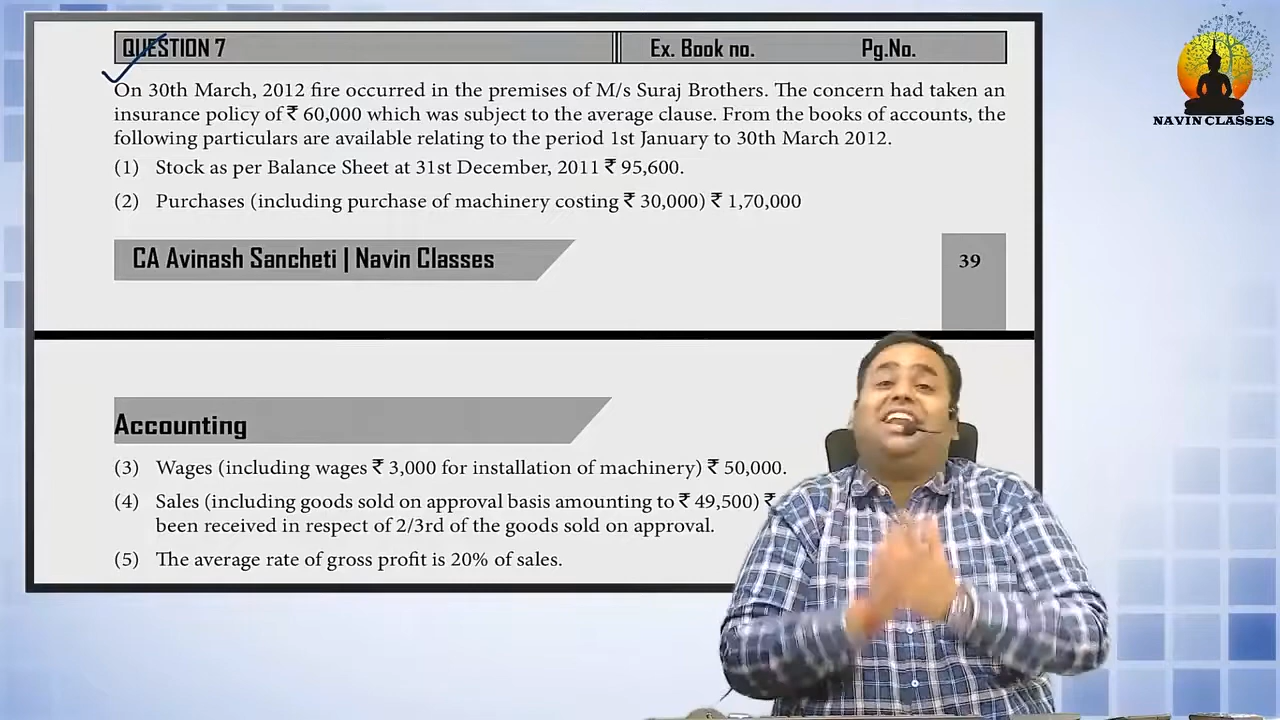 QUESTION 7 Ex. Book no. Pg.No.
NAVIN CLASSES
On 30th March, 2012 fire occurred in the premises of M/s Suraj Brothers. The concern had taken an
insurance policy of ₹ 60,000 which was subject to the average clause. From the books of accounts, the
following particulars are available relating to the period 1st January to 30th March 2012.
(1) Stock as per Balance Sheet at 31st December, 2011 ₹ 95,600.
(2) Purchases (including purchase of machinery costing ₹ 30,000) ₹ 1,70,000
CA Avinash Sancheti | Navin Classes 39
Accounting
(3) Wages (including wages ₹ 3,000 for installation of machinery) ₹ 50,000.
(4) Sales (including goods sold on approval basis amounting to ₹ 49,500) ₹
been received in respect of 2/3rd of the goods sold on approval.
(5) The average rate of gross profit is 20% of sales.